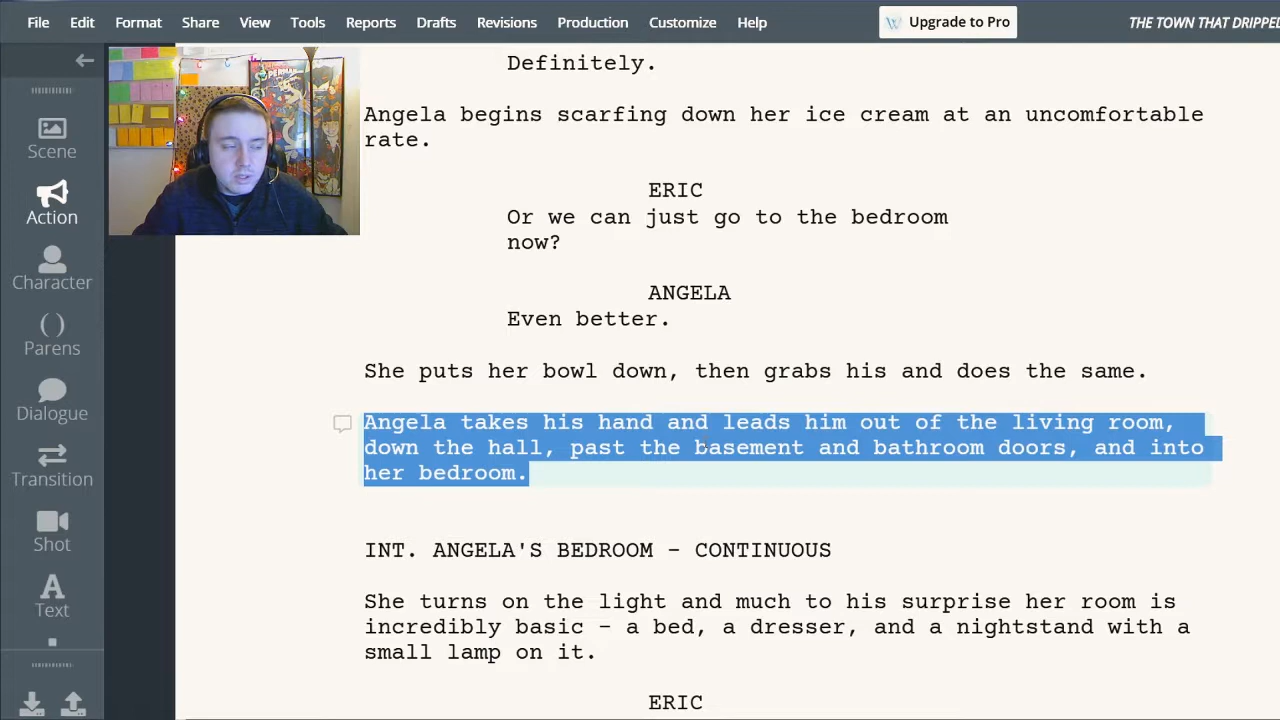 File Edit Format Share View Tools Reports Drafts Revisions Production Customize Help Upgrade to Pro THE TOWN THAT DRIPPED
Scene
Action
Character
Parens
Dialogue
Transition
Shot
Text
Definitely.
Angela begins scarfing down her ice cream at an uncomfortable
rate.
ERIC
Or we can just go to the bedroom
now?
ANGELA
Even better.
She puts her bowl down, then grabs his and does the same.
Angela takes his hand and leads him out of the living room,
down the hall, past the basement and bathroom doors, and into
her bedroom.
INT. ANGELA'S BEDROOM - CONTINUOUS
She turns on the light and much to his surprise her room is
incredibly basic - a bed, a dresser, and a nightstand with a
small lamp on it.
ERIC